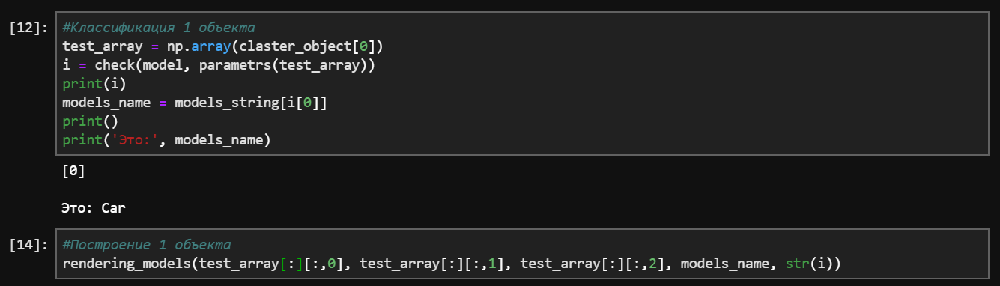 [12]: #Классификация 1 объекта
test_array = np.array(claster_object[0])
i = check(model, parametrs(test_array))
print(i)
models_name = models_string[i[0]]
print()
print('Это:', models_name)
[0]
Это: Car
[14]: #Построение 1 объекта
rendering_models(test_array[:][:,0], test_array[:][:,1], test_array[:][:,2], models_name, str(i))